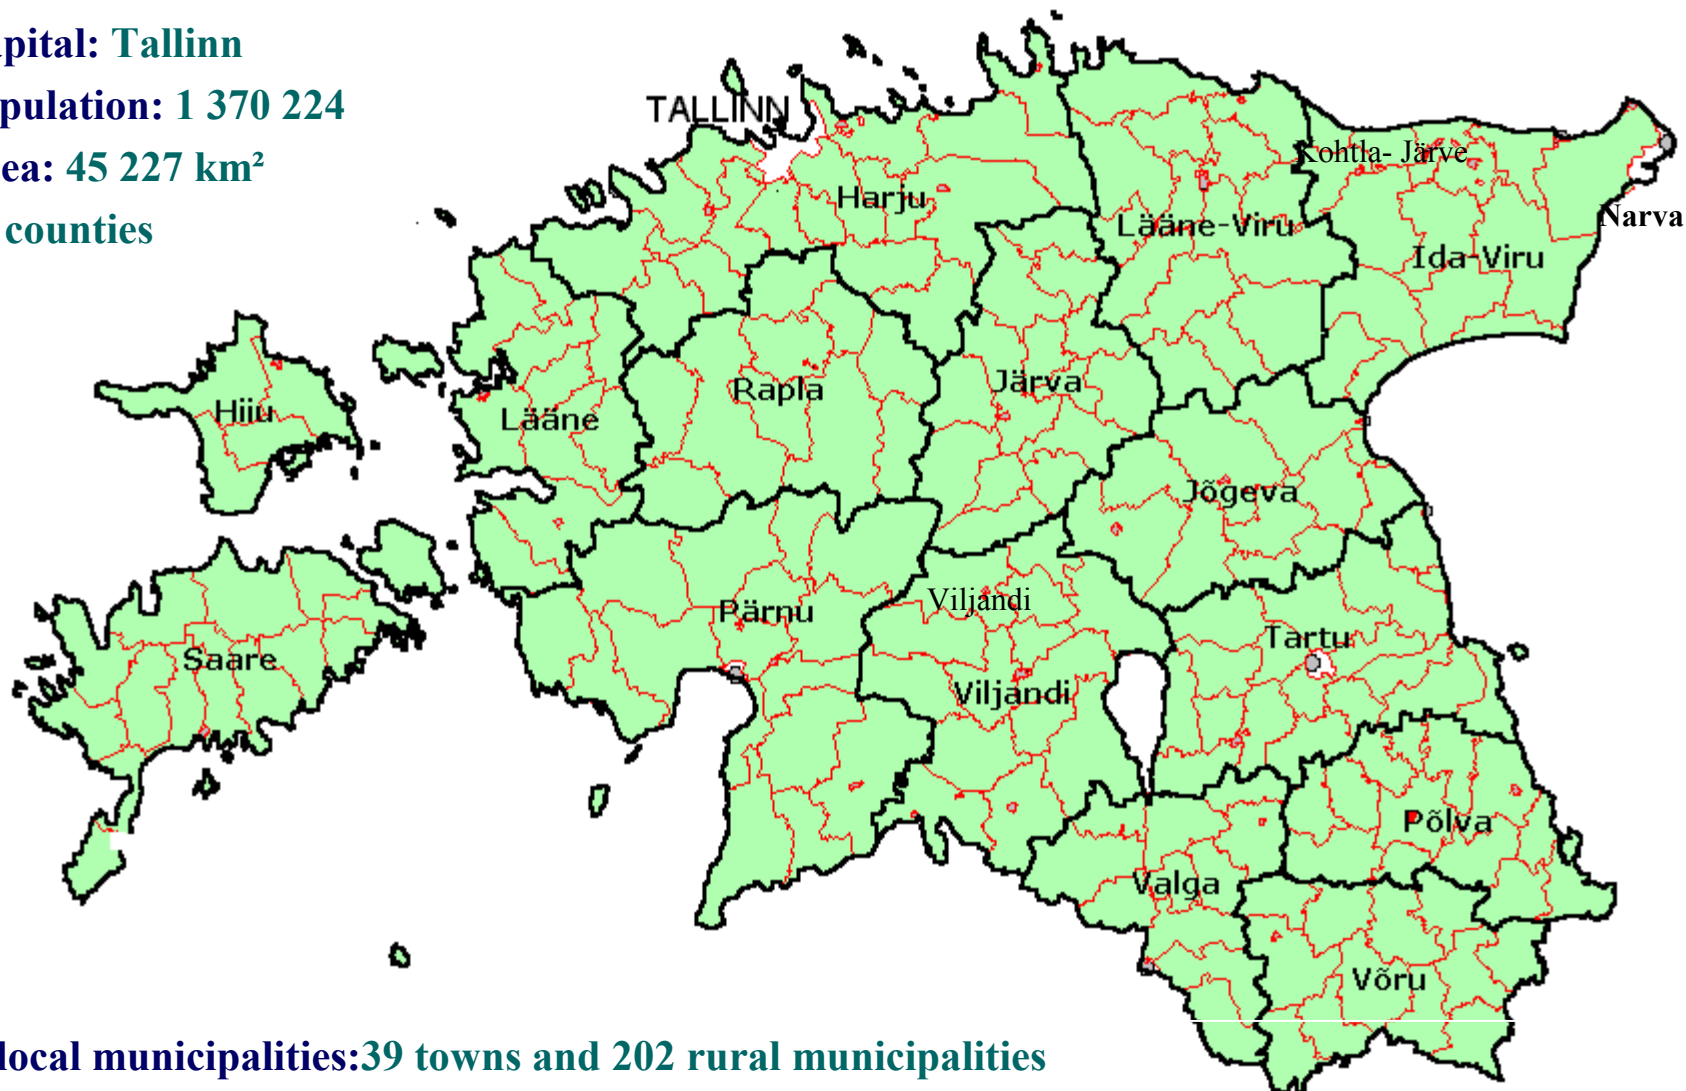 pital: Tallinn
pulation: 1 370 224
ea: 45 227 km²
counties
TALLINN
Kohtla- Järve
Harju
Narva
Lääne-Viru
Ida-Viru
Rapla
Järva
Hiiu
Lääne
Jõgeva
Viljandi
Pärnu
Tartu
Saare
Viljandi
Põlva
Valga
Võru
local municipalities:39 towns and 202 rural municipalities